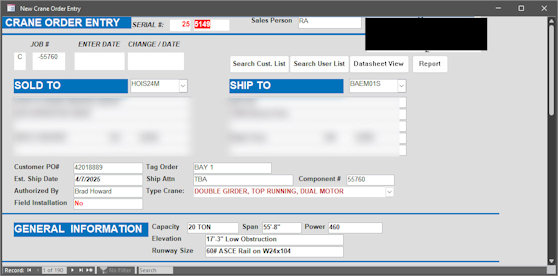 New Crane Order Entry
CRANE ORDER ENTRY SERIAL #: 25 5149 Sales Person RA
JOB # ENTER DATE CHANGE / DATE
C -55760
Search Cust. List Search User List Datasheet View Report
SOLD TO HOIS24M SHIP TO BAEM01S
Customer PO# 42018889 Tag Order BAY 1
Est. Ship Date 4/7/2025 Ship Attn TBA Component # 55760
Authorized By Brad Howard Type Crane: DOUBLE GIRDER, TOP RUNNING, DUAL MOTOR
Field Installation No
GENERAL INFORMATION Capacity 20 TON Span 55'-8" Power 460
Elevation 17'-3" Low Obstruction
Runway Size 60# ASCE Rail on W24x104
Record: 1 of 190 No Filter Search